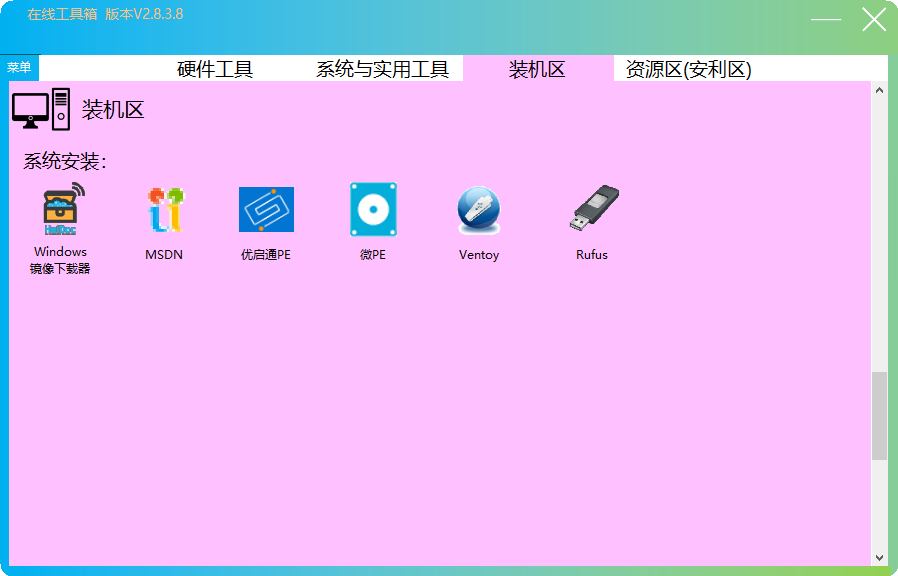 在线工具箱 版本V2.8.3.8
菜单
硬件工具
系统与实用工具
装机区
资源区(安利区)
装机区
系统安装：
HeiDoc
Windows
镜像下载器
MSDN
优启通PE
微PE
Ventoy
Rufus